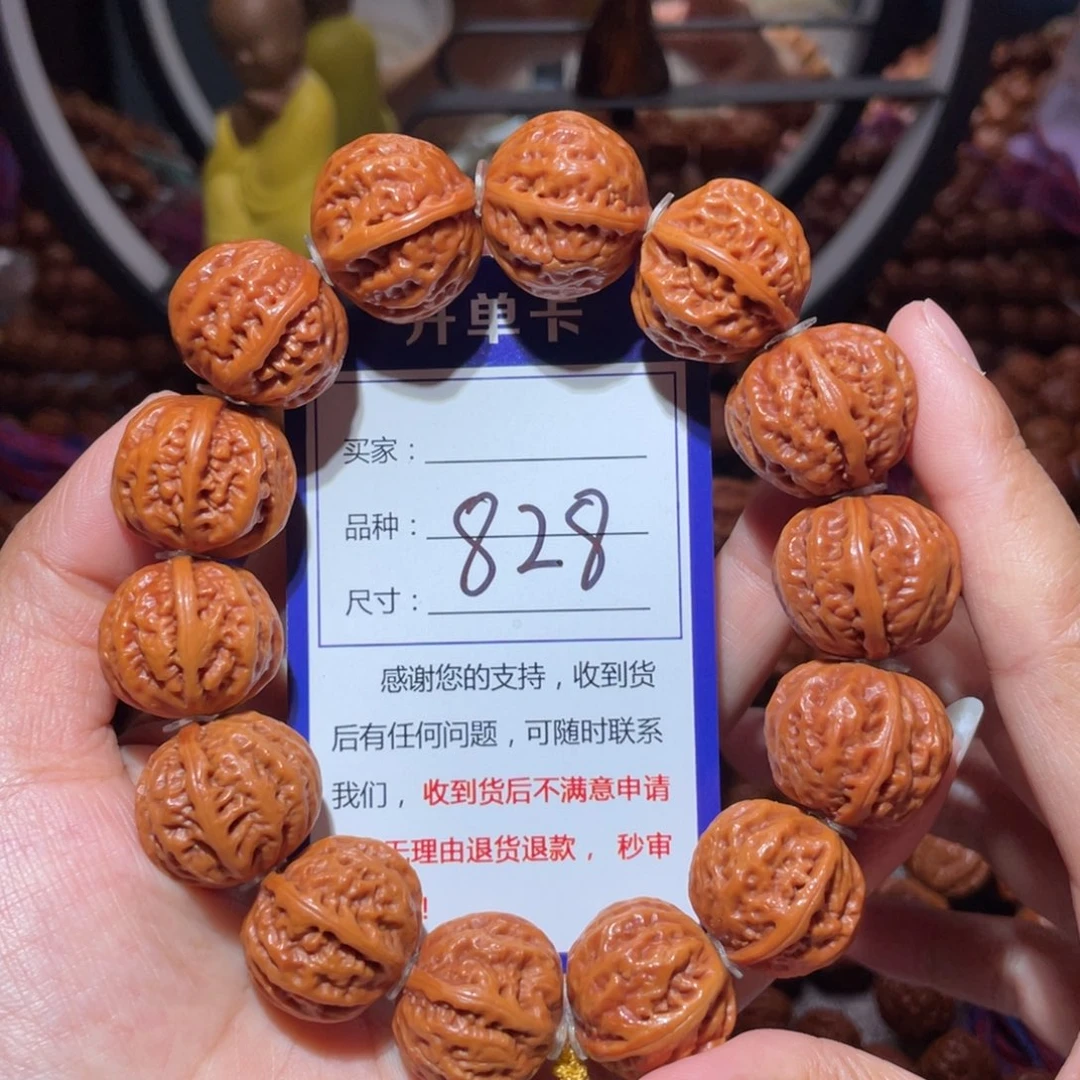 开单卡
买家：
品种：828
尺寸：
感谢您的支持，收到货
后有任何问题，可随时联系
我们，收到货后不满意申请
无理由退货退款，秒审
！